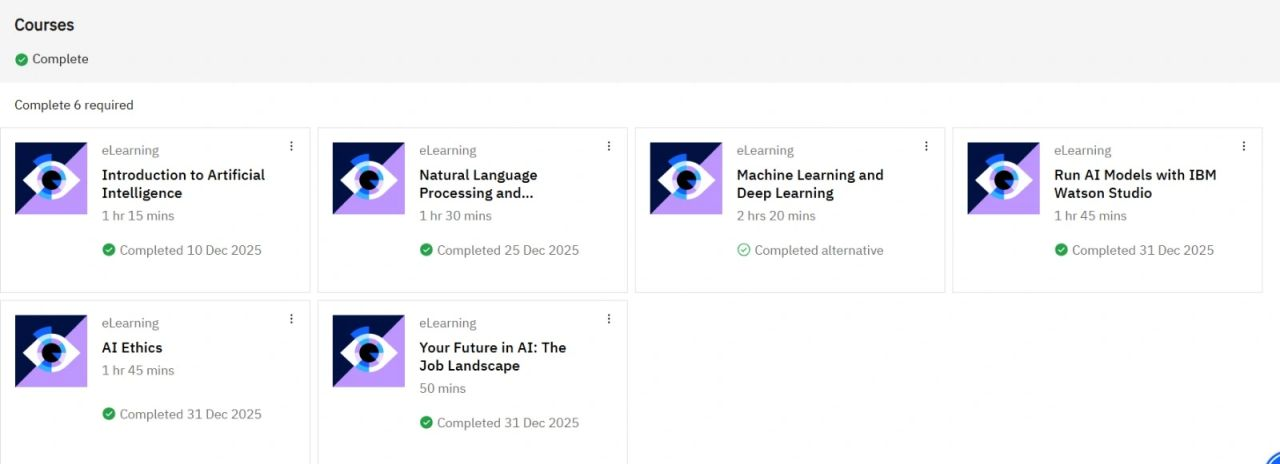 Courses
Complete
Complete 6 required
eLearning
Introduction to Artificial
Intelligence
1 hr 15 mins
Completed 10 Dec 2025
eLearning
Natural Language
Processing and...
1 hr 30 mins
Completed 25 Dec 2025
eLearning
Machine Learning and
Deep Learning
2 hrs 20 mins
Completed alternative
eLearning
Run AI Models with IBM
Watson Studio
1 hr 45 mins
Completed 31 Dec 2025
eLearning
AI Ethics
1 hr 45 mins
Completed 31 Dec 2025
eLearning
Your Future in AI: The
Job Landscape
50 mins
Completed 31 Dec 2025